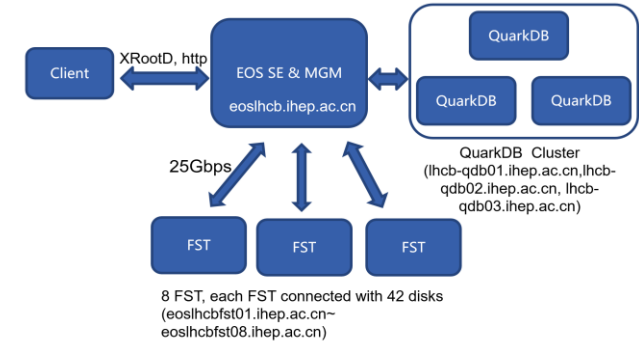 QuarkDB
XRootD, http
Client
EOS SE & MGM
eoslhcb.ihep.ac.cn
QuarkDB
QuarkDB
25Gbps
QuarkDB Cluster
(lhcb-qdb01.ihep.ac.cn,lhcb-
qdb02.ihep.ac.cn, lhcb-
qdb03.ihep.ac.cn)
FST
FST
FST
8 FST, each FST connected with 42 disks
(eoslhcbfst01.ihep.ac.cn~
eoslhcbfst08.ihep.ac.cn)